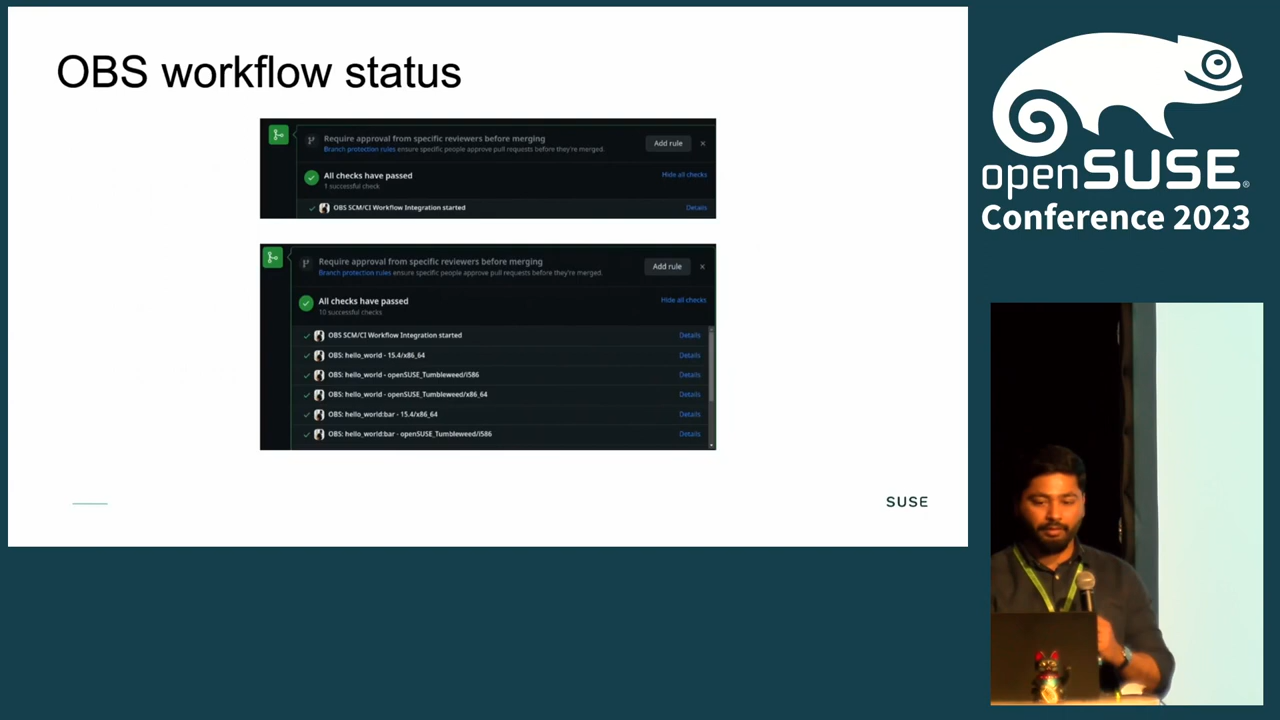 OBS workflow status
Require approval from specific reviewers before merging
Branch protection rules ensure specific people approve pull requests before they're merged.
Add rule
All checks have passed
Hide all checks
1 successful check
OBS SCM/CI Workflow Integration started
Details
Require approval from specific reviewers before merging
Branch protection rules ensure specific people approve pull requests before they're merged.
Add rule
All checks have passed
Hide all checks
10 successful checks
OBS SCM/CI Workflow Integration started
Details
OBS: hello_world - 15.4/x86_64
Details
OBS: hello_world - openSUSE_Tumbleweed/i586
Details
OBS: hello_world - openSUSE_Tumbleweed/x86_64
Details
OBS: hello_world:bar - 15.4/x86_64
Details
OBS: hello_world:bar - openSUSE_Tumbleweed/i586
Details
SUSE
openSUSE®
Conference 2023